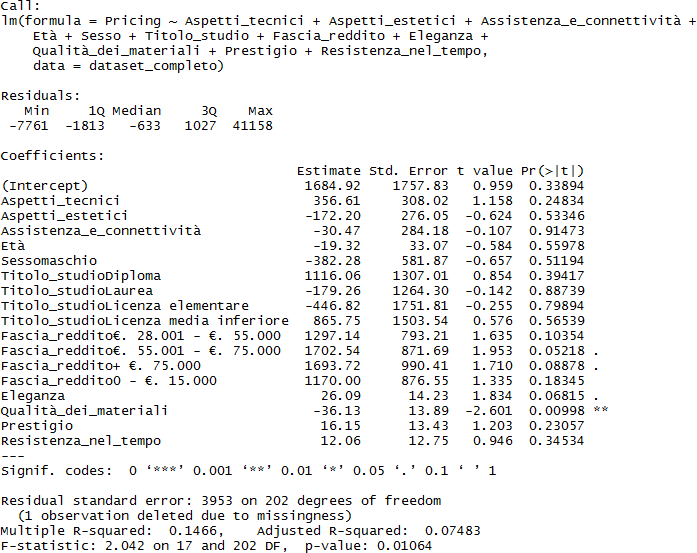 Call:
lm(formula = Pricing ~ Aspetti_tecnici + Aspetti_estetici + Assistenza_e_connettività +
    Età + Sesso + Titolo_studio + Fascia_reddito + Eleganza +
    Qualità_dei_materiali + Prestigio + Resistenza_nel_tempo,
    data = dataset_completo)
Residuals:
   Min     1Q Median     3Q    Max
 -7761  -1813   -633   1027  41158
Coefficients:
                                     Estimate Std. Error t value Pr(>|t|)
(Intercept)                           1684.92    1757.83   0.959  0.33894
Aspetti_tecnici                        356.61     308.02   1.158  0.24834
Aspetti_estetici                      -172.20     276.05  -0.624  0.53346
Assistenza_e_connettività              -30.47     284.18  -0.107  0.91473
Età                                    -19.32      33.07  -0.584  0.55978
Sessomaschio                          -382.28     581.87  -0.657  0.51194
Titolo_studioDiploma                  1116.06    1307.01   0.854  0.39417
Titolo_studioLaurea                   -179.26    1264.30  -0.142  0.88739
Titolo_studioLicenza elementare       -446.82    1751.81  -0.255  0.79894
Titolo_studioLicenza media inferiore   865.75    1503.54   0.576  0.56539
Fascia_reddito€. 28.001 - €. 55.000   1297.14     793.21   1.635  0.10354
Fascia_reddito€. 55.001 - €. 75.000   1702.54     871.69   1.953  0.05218 .
Fascia_reddito+ €. 75.000             1693.72     990.41   1.710  0.08878 .
Fascia_reddito0 - €. 15.000           1170.00     876.55   1.335  0.18345
Eleganza                                26.09      14.23   1.834  0.06815 .
Qualità_dei_materiali                  -36.13      13.89  -2.601  0.00998 **
Prestigio                               16.15      13.43   1.203  0.23057
Resistenza_nel_tempo                    12.06      12.75   0.946  0.34534
---
Signif. codes:  0 ‘***’ 0.001 ‘**’ 0.01 ‘*’ 0.05 ‘.’ 0.1 ‘ ’ 1
Residual standard error: 3953 on 202 degrees of freedom
  (1 observation deleted due to missingness)
Multiple R-squared:  0.1466,	Adjusted R-squared:  0.07483
F-statistic: 2.042 on 17 and 202 DF,  p-value: 0.01064